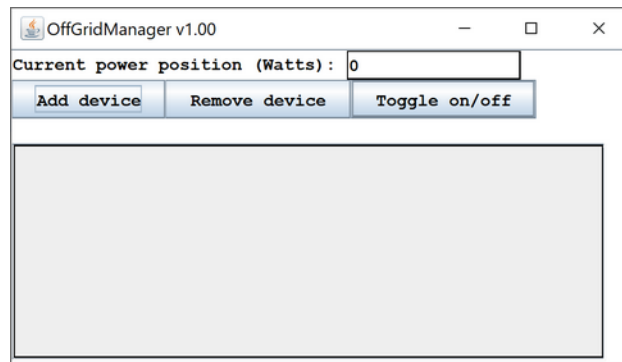 OffGridManager v1.00
Current power position (Watts): 0
Add device Remove device Toggle on/off